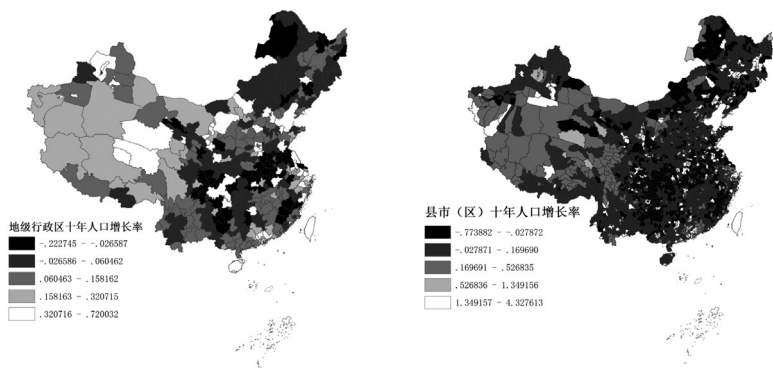 地级行政区十年人口增长率
-.222745 - -.026587
-.026586 - .060462
.060463 - .158162
.158163 - .320715
.320716 - .720032
县市（区）十年人口增长率
-.773882 - -.027872
-.027871 - .169690
.169691 - .526835
.526836 - 1.349156
1.349157 - 4.327613